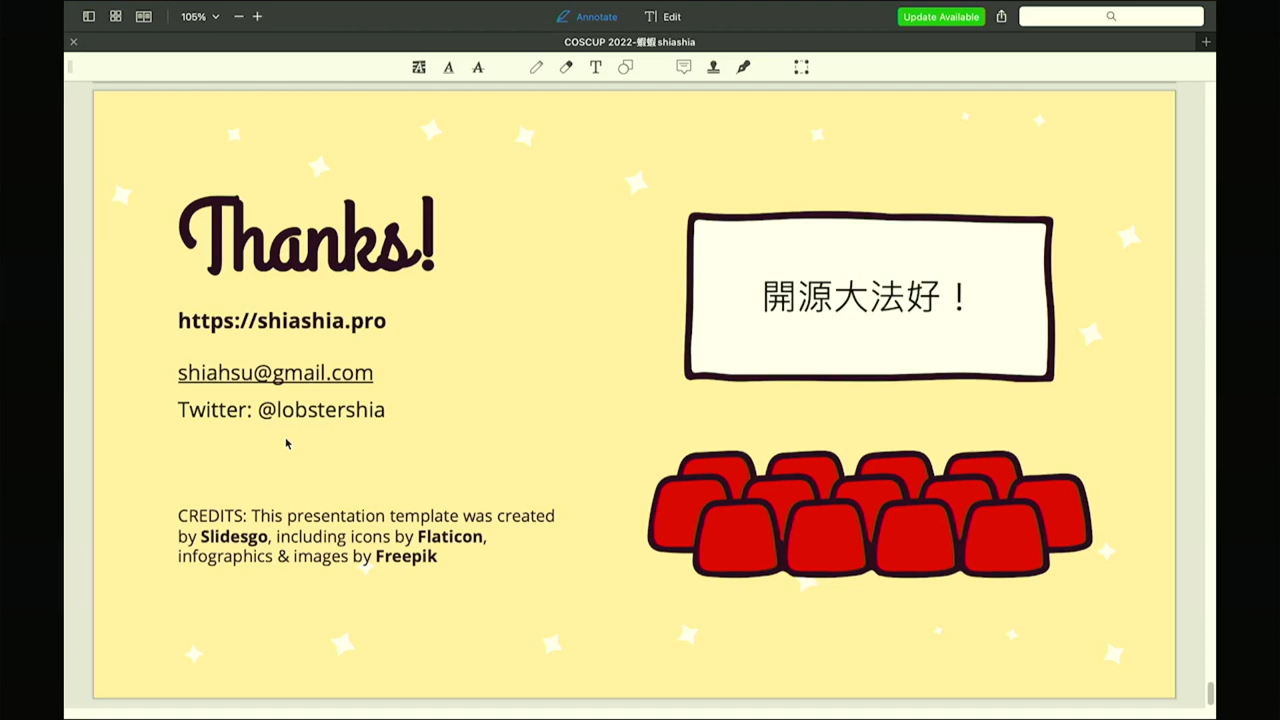 105%
Annotate
Edit
Update Available
COSCUP 2022-蝦蝦 shiashia
Thanks!
https://shiashia.pro
shiahsu@gmail.com
Twitter: @lobstershia
CREDITS: This presentation template was created
by Slidesgo, including icons by Flaticon,
infographics & images by Freepik
開源大法好！